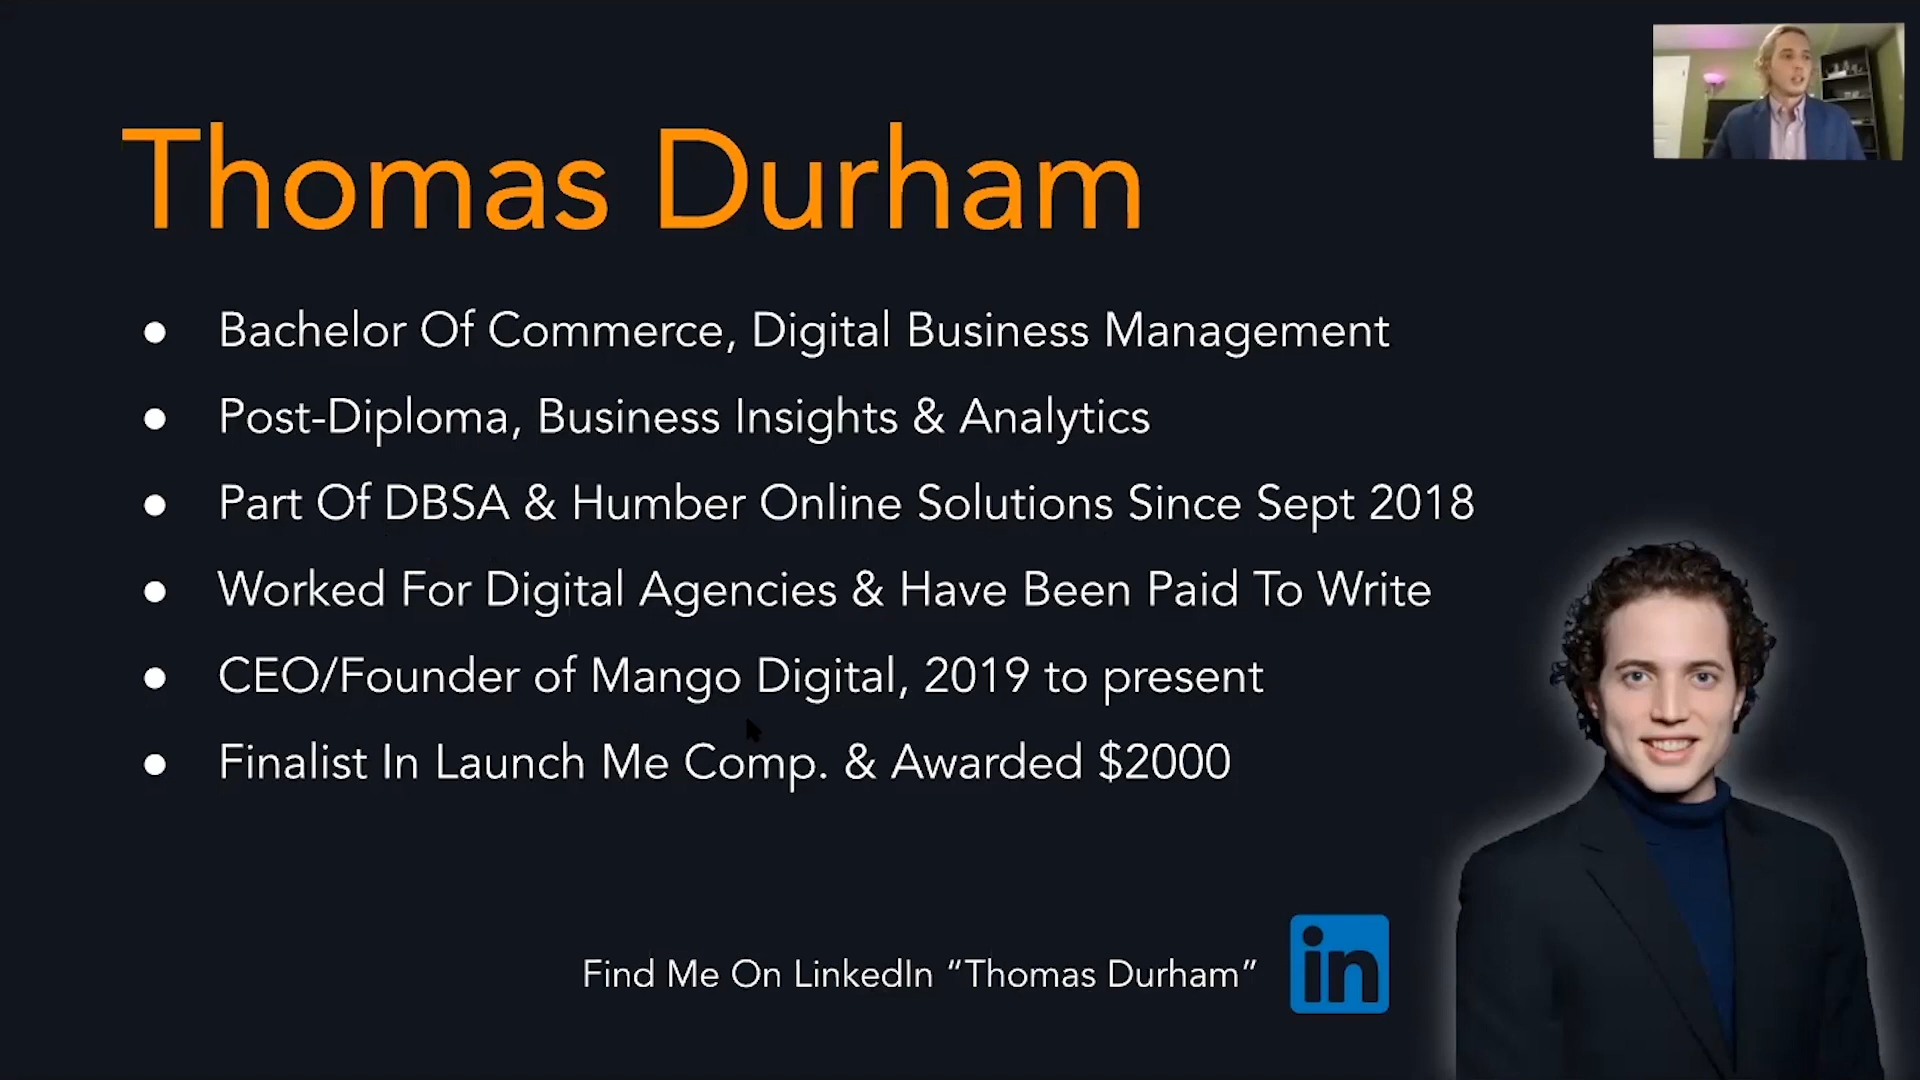 Thomas Durham
Bachelor Of Commerce, Digital Business Management
Post-Diploma, Business Insights & Analytics
Part Of DBSA & Humber Online Solutions Since Sept 2018
Worked For Digital Agencies & Have Been Paid To Write
CEO/Founder of Mango Digital, 2019 to present
Finalist In Launch Me Comp. & Awarded $2000
Find Me On LinkedIn “Thomas Durham”
in